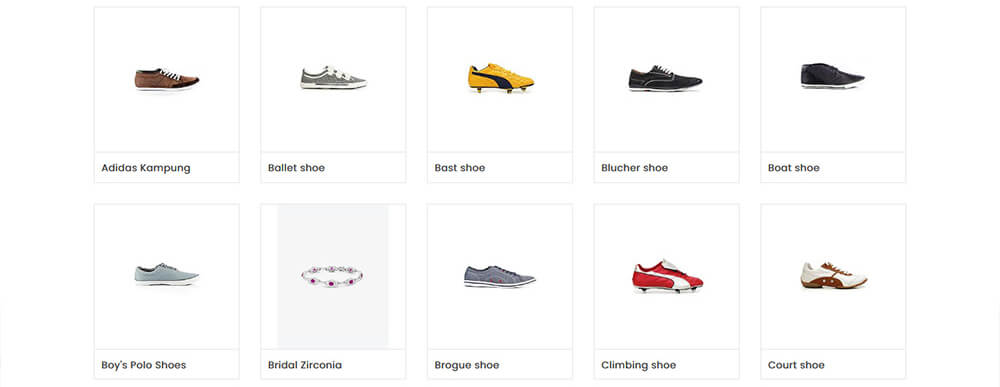 Adidas Kampung
Ballet shoe
Bast shoe
Blucher shoe
Boat shoe
Boy's Polo Shoes
Bridal Zirconia
Brogue shoe
Climbing shoe
Court shoe